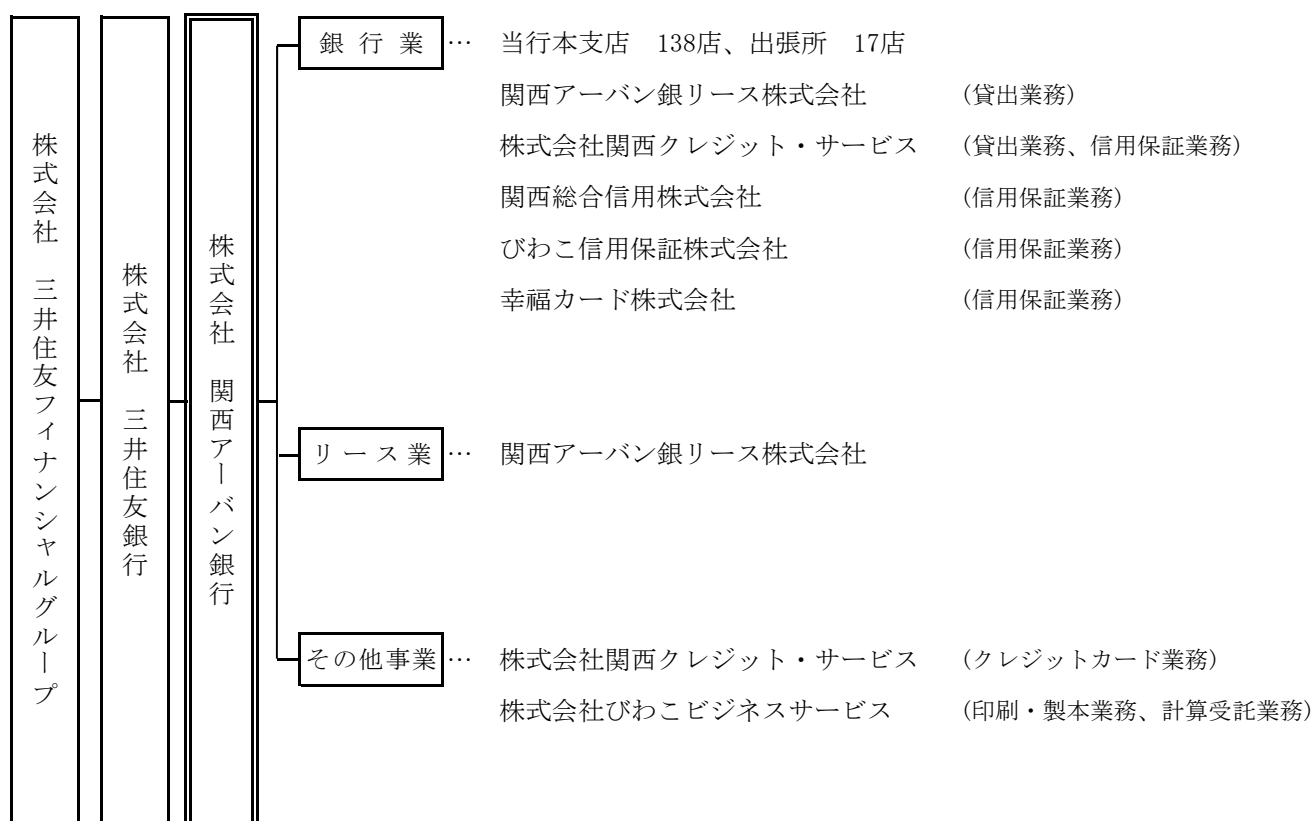 株式会社 三井住友フィナンシャルグループ
株式会社 三井住友銀行
株式会社 関西アーバン銀行
銀行業… 当行本支店 138店、出張所 17店
関西アーバン銀リース株式会社 (貸出業務)
株式会社関西クレジット・サービス (貸出業務、信用保証業務)
関西総合信用株式会社 (信用保証業務)
びわこ信用保証株式会社 (信用保証業務)
幸福カード株式会社 (信用保証業務)
リース業… 関西アーバン銀リース株式会社
その他事業… 株式会社関西クレジット・サービス (クレジットカード業務)
株式会社びわこビジネスサービス (印刷・製本業務、計算受託業務)